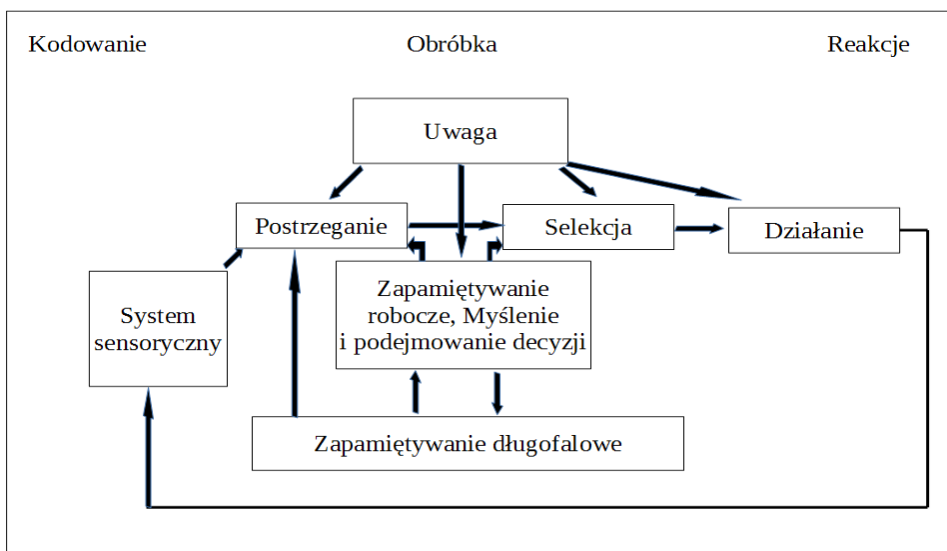 Kodowanie
Obróbka
Reakcje
Uwaga
Postrzeganie
Selekcja
Działanie
System
sensoryczny
Zapamiętywanie
robocze, Myślenie
i podejmowanie decyzji
Zapamiętywanie długofalowe